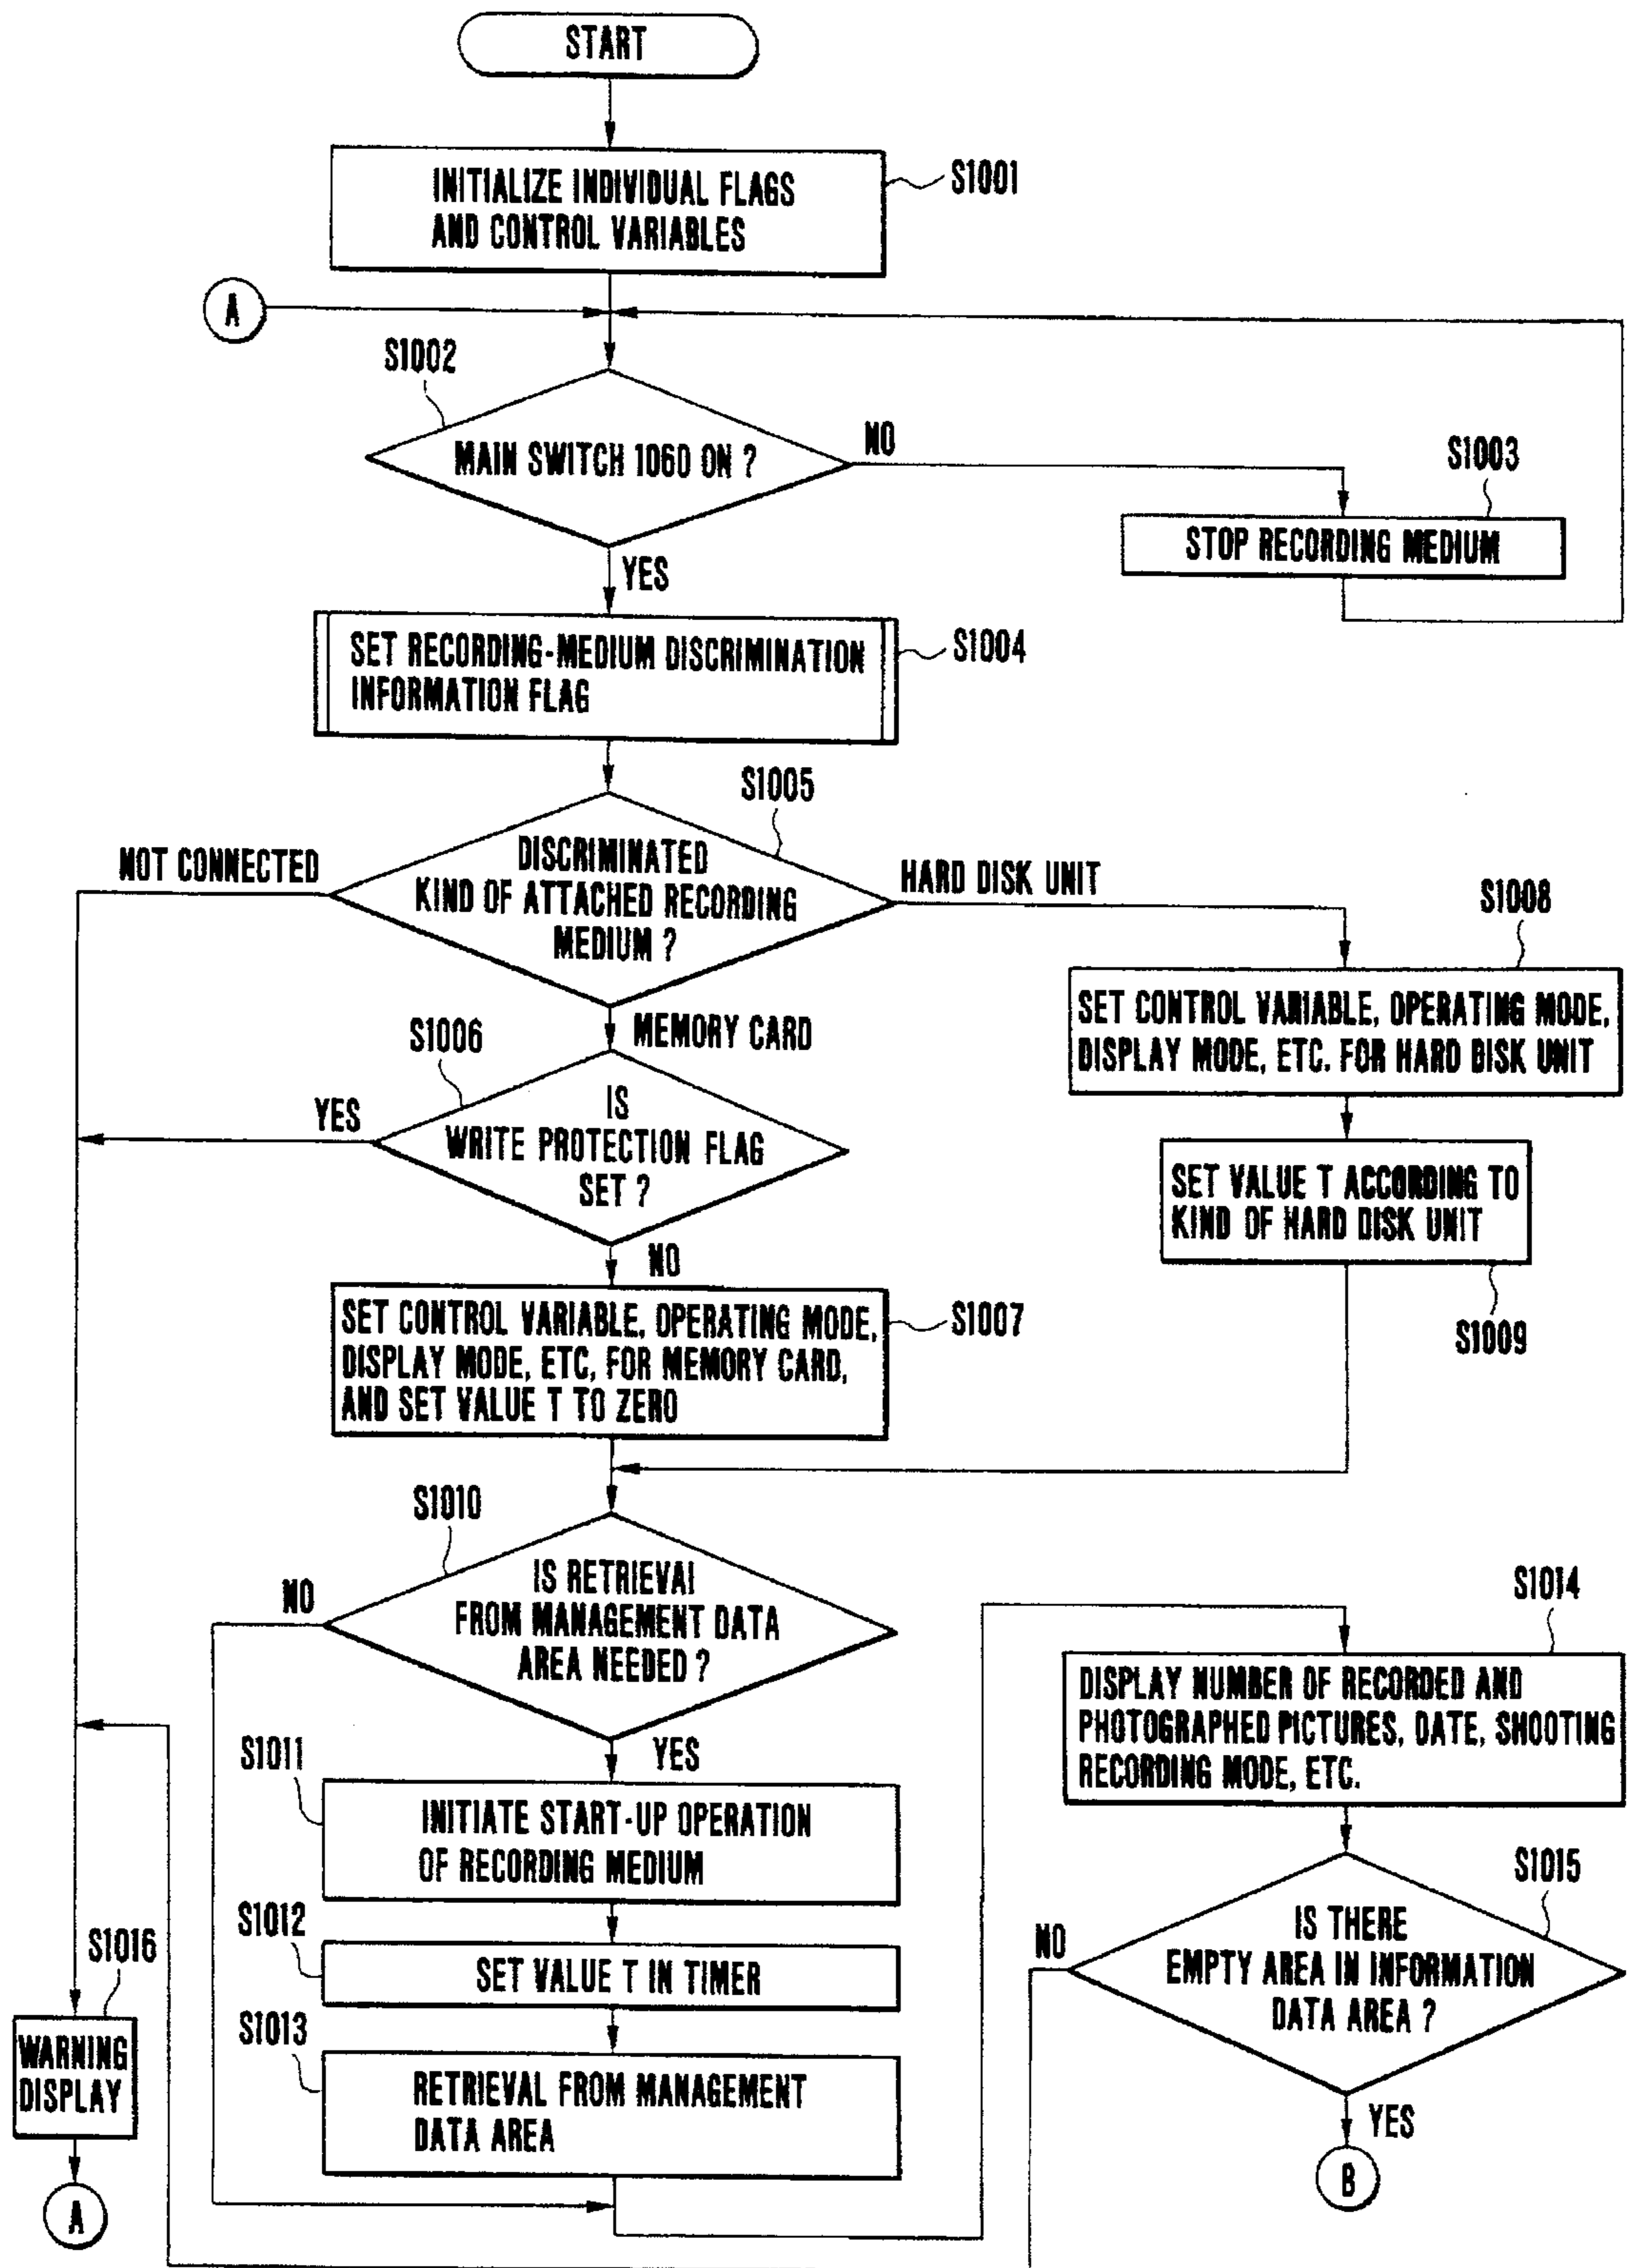 START
INITIALIZE INDIVIDUAL FLAGS
AND CONTROL VARIABLES
S1001
A
S1002
MAIN SWITCH 1060 ON ?
NO
S1003
STOP RECORDING MEDIUM
YES
SET RECORDING-MEDIUM DISCRIMINATION
INFORMATION FLAG
S1004
S1005
NOT CONNECTED
DISCRIMINATED
KIND OF ATTACHED RECORDING
MEDIUM ?
HARD DISK UNIT
S1008
SET CONTROL VARIABLE, OPERATING MODE,
DISPLAY MODE, ETC. FOR HARD DISK UNIT
MEMORY CARD
S1006
YES
IS
WRITE PROTECTION FLAG
SET ?
SET VALUE T ACCORDING TO
KIND OF HARD DISK UNIT
S1009
NO
SET CONTROL VARIABLE, OPERATING MODE,
DISPLAY MODE, ETC, FOR MEMORY CARD,
AND SET VALUE T TO ZERO
S1007
S1010
NO
IS RETRIEVAl
FROM MANAGEMENT DATA
AREA NEEDED ?
YES
S1014
DISPLAY NUMBER OF RECORDED AND
PHOTOGRAPHED PICTURES, DATE, SHOOTING
RECORDING MODE, ETC.
S1011
INITIATE START-UP OPERATION
OF RECORDING MEDIUM
S1015
NO
IS THERE
EMPTY AREA IN INFORMATION
DATA AREA ?
YES
B
S1012
SET VALUE T IN TIMER
S1013
RETRIEVAL FROM MANAGEMENT
DATA AREA
S1016
WARNING
DISPLAY
A